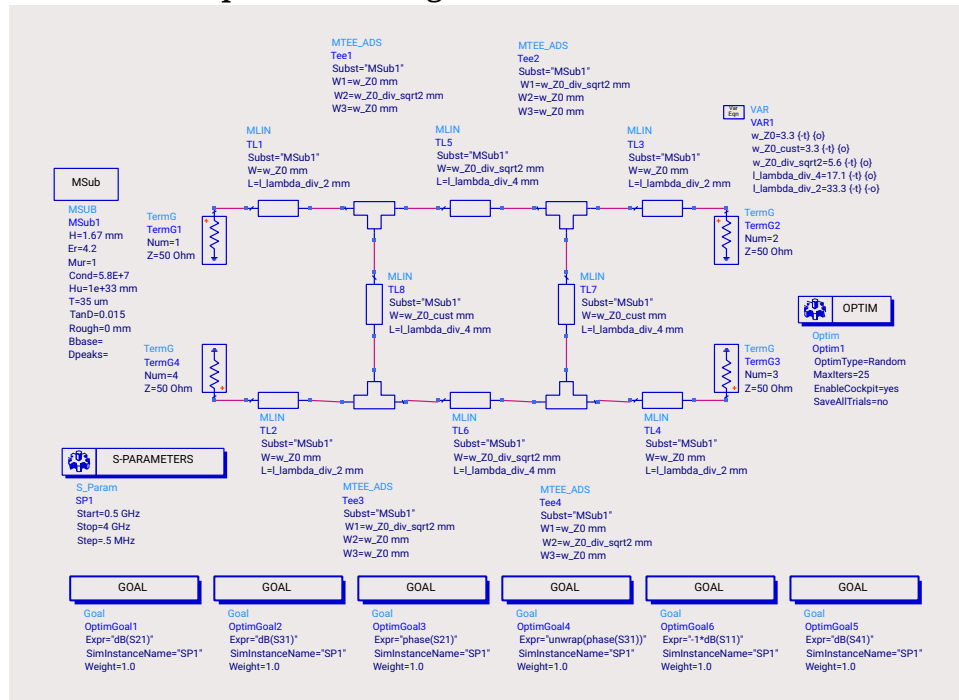 MTEE_ADS
Tee1
Subst="MSub1"
W1=w_Z0 mm
W2=w_Z0_div_sqrt2 mm
W3=w_Z0 mm
MTEE_ADS
Tee2
Subst="MSub1"
W1=w_Z0_div_sqrt2 mm
W2=w_Z0 mm
W3=w_Z0 mm
Var
Eqn
VAR
VAR1
w_Z0=3.3 {-t} {o}
w_Z0_cust=3.3 {-t} {o}
w_Z0_div_sqrt2=5.6 {-t} {o}
l_lambda_div_4=17.1 {-t} {o}
l_lambda_div_2=33.3 {-t} {-o}
MLIN
TL1
Subst="MSub1"
W=w_Z0 mm
L=l_lambda_div_2 mm
MLIN
TL5
Subst="MSub1"
W=w_Z0_div_sqrt2 mm
L=l_lambda_div_4 mm
MLIN
TL3
Subst="MSub1"
W=w_Z0 mm
L=l_lambda_div_2 mm
MSub
MSUB
MSub1
H=1.67 mm
Er=4.2
Mur=1
Cond=5.8E+7
Hu=1e+33 mm
T=35 um
TanD=0.015
Rough=0 mm
Bbase=
Dpeaks=
TermG
TermG1
Num=1
Z=50 Ohm
TermG
TermG2
Num=2
Z=50 Ohm
MLIN
TL8
Subst="MSub1"
W=w_Z0_cust mm
L=l_lambda_div_4 mm
MLIN
TL7
Subst="MSub1"
W=w_Z0_cust mm
L=l_lambda_div_4 mm
OPTIM
Optim
Optim1
OptimType=Random
MaxIters=25
EnableCockpit=yes
SaveAllTrials=no
TermG
TermG4
Num=4
Z=50 Ohm
TermG
TermG3
Num=3
Z=50 Ohm
MLIN
TL2
Subst="MSub1"
W=w_Z0 mm
L=l_lambda_div_2 mm
MLIN
TL6
Subst="MSub1"
W=w_Z0_div_sqrt2 mm
L=l_lambda_div_4 mm
MLIN
TL4
Subst="MSub1"
W=w_Z0 mm
L=l_lambda_div_2 mm
S-PARAMETERS
S_Param
SP1
Start=0.5 GHz
Stop=4 GHz
Step=.5 MHz
MTEE_ADS
Tee3
Subst="MSub1"
W1=w_Z0_div_sqrt2 mm
W2=w_Z0 mm
W3=w_Z0 mm
MTEE_ADS
Tee4
Subst="MSub1"
W1=w_Z0 mm
W2=w_Z0_div_sqrt2 mm
W3=w_Z0 mm
GOAL
Goal
OptimGoal1
Expr="dB(S21)"
SimInstanceName="SP1"
Weight=1.0
GOAL
Goal
OptimGoal2
Expr="dB(S31)"
SimInstanceName="SP1"
Weight=1.0
GOAL
Goal
OptimGoal3
Expr="phase(S21)"
SimInstanceName="SP1"
Weight=1.0
GOAL
Goal
OptimGoal4
Expr="unwrap(phase(S31))"
SimInstanceName="SP1"
Weight=1.0
GOAL
Goal
OptimGoal6
Expr="-1*dB(S11)"
SimInstanceName="SP1"
Weight=1.0
GOAL
Goal
OptimGoal5
Expr="dB(S41)"
SimInstanceName="SP1"
Weight=1.0